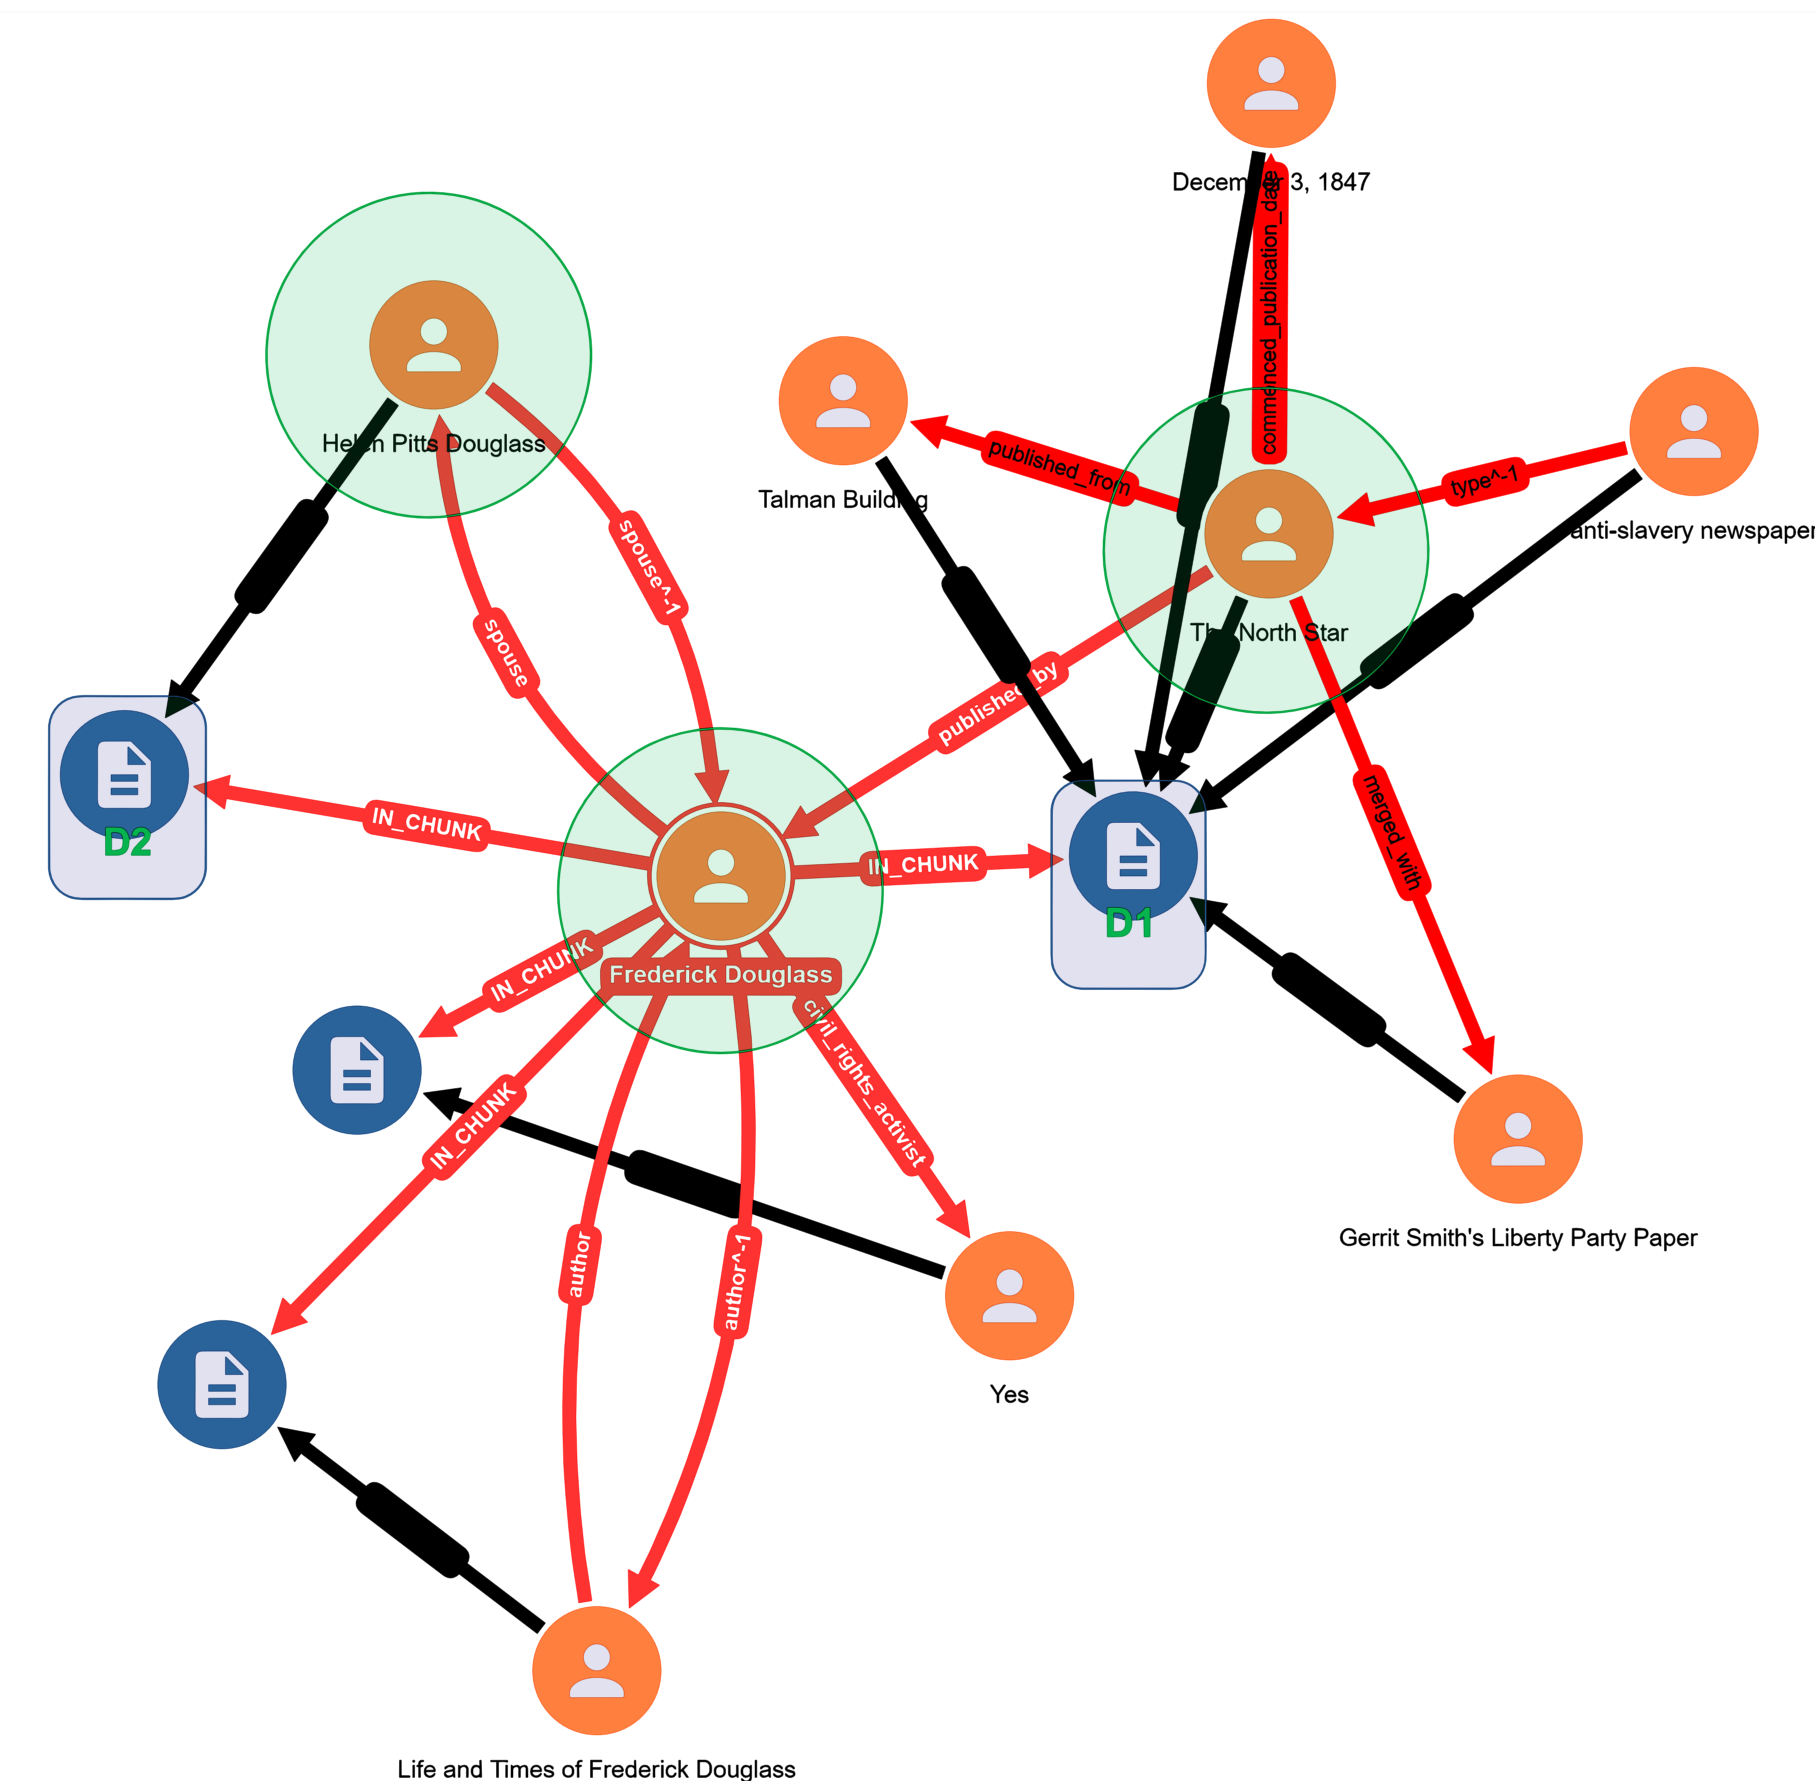 December 3, 1847
commenced_publication_date
Helen Pitts Douglass
Talman Building
published_from
type^-1
anti-slavery newspaper
The North Star
spouse^-1
spouse
published_by
merged_with
IN_CHUNK
D2
IN_CHUNK
D1
Frederick Douglass
IN_CHUNK
civil_rights_activist
IN_CHUNK
author
author^-1
Gerrit Smith's Liberty Party Paper
Yes
Life and Times of Frederick Douglass